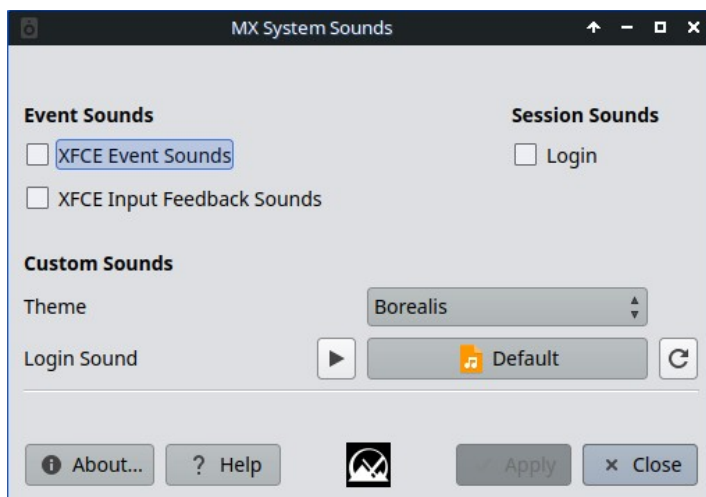 MX System Sounds
Event Sounds
Session Sounds
XFCE Event Sounds
Login
XFCE Input Feedback Sounds
Custom Sounds
Theme
Borealis
Login Sound
Default
About...
? Help
Apply
Close